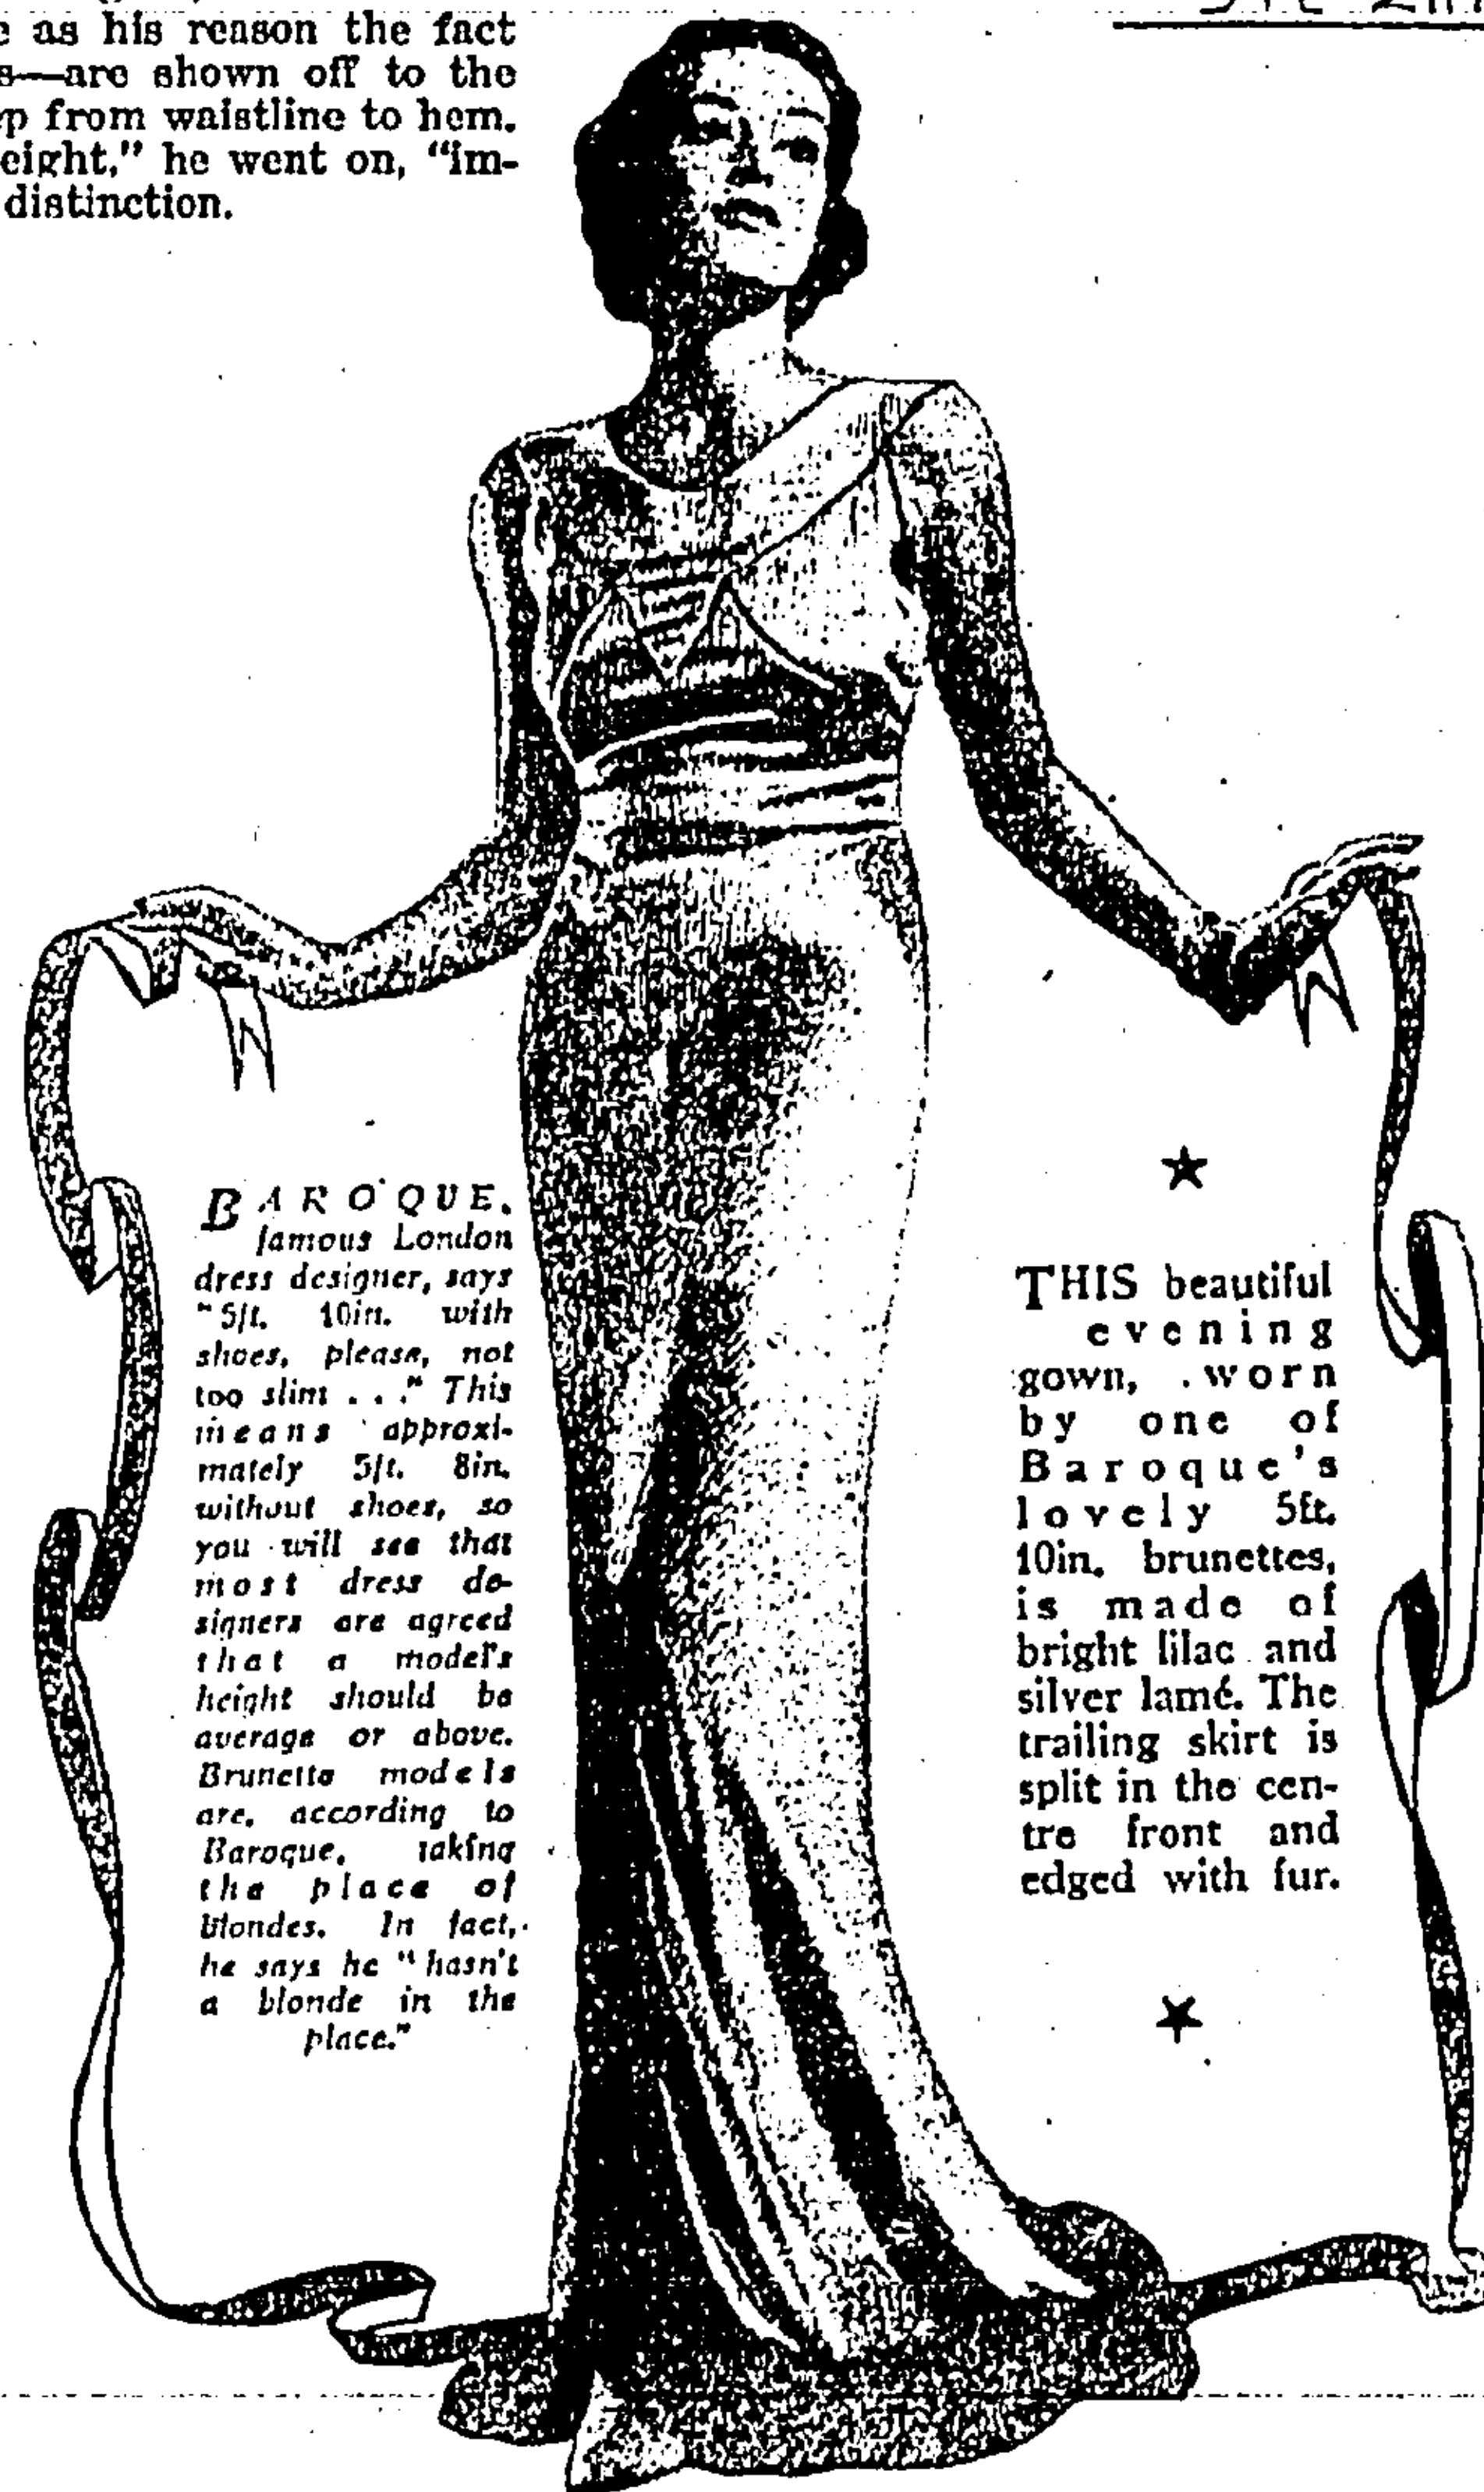 as his reason the fact
—are shown off to the
from waistline to hem.
he went on, "im-
distinction.
BAROQUE,
famous London
dress designer, says
"5ft. 10in. with
shoes, please, not
too slim . . ." This
means approxi-
mately 5ft. 8in.
without shoes, so
you will see that
most dress de-
signers are agreed
that a model's
height should be
average or above.
Brunette models
are, according to
Baroque, taking
the place of
blondes. In fact,
he says he "hasn't
a blonde in the
place."
THIS beautiful
evening
gown, worn
by one of
Baroque's
lovely 5ft.
10in. brunettes,
is made of
bright lilac and
silver lamé. The
trailing skirt is
split in the cen-
tre front and
edged with fur.